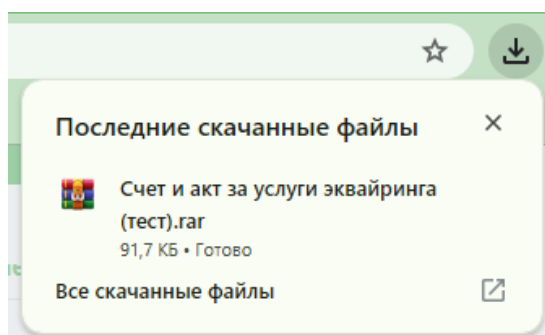 Последние скачанные файлы
Счет и акт за услуги эквайринга
(тест).rar
91,7 КБ • Готово
Все скачанные файлы